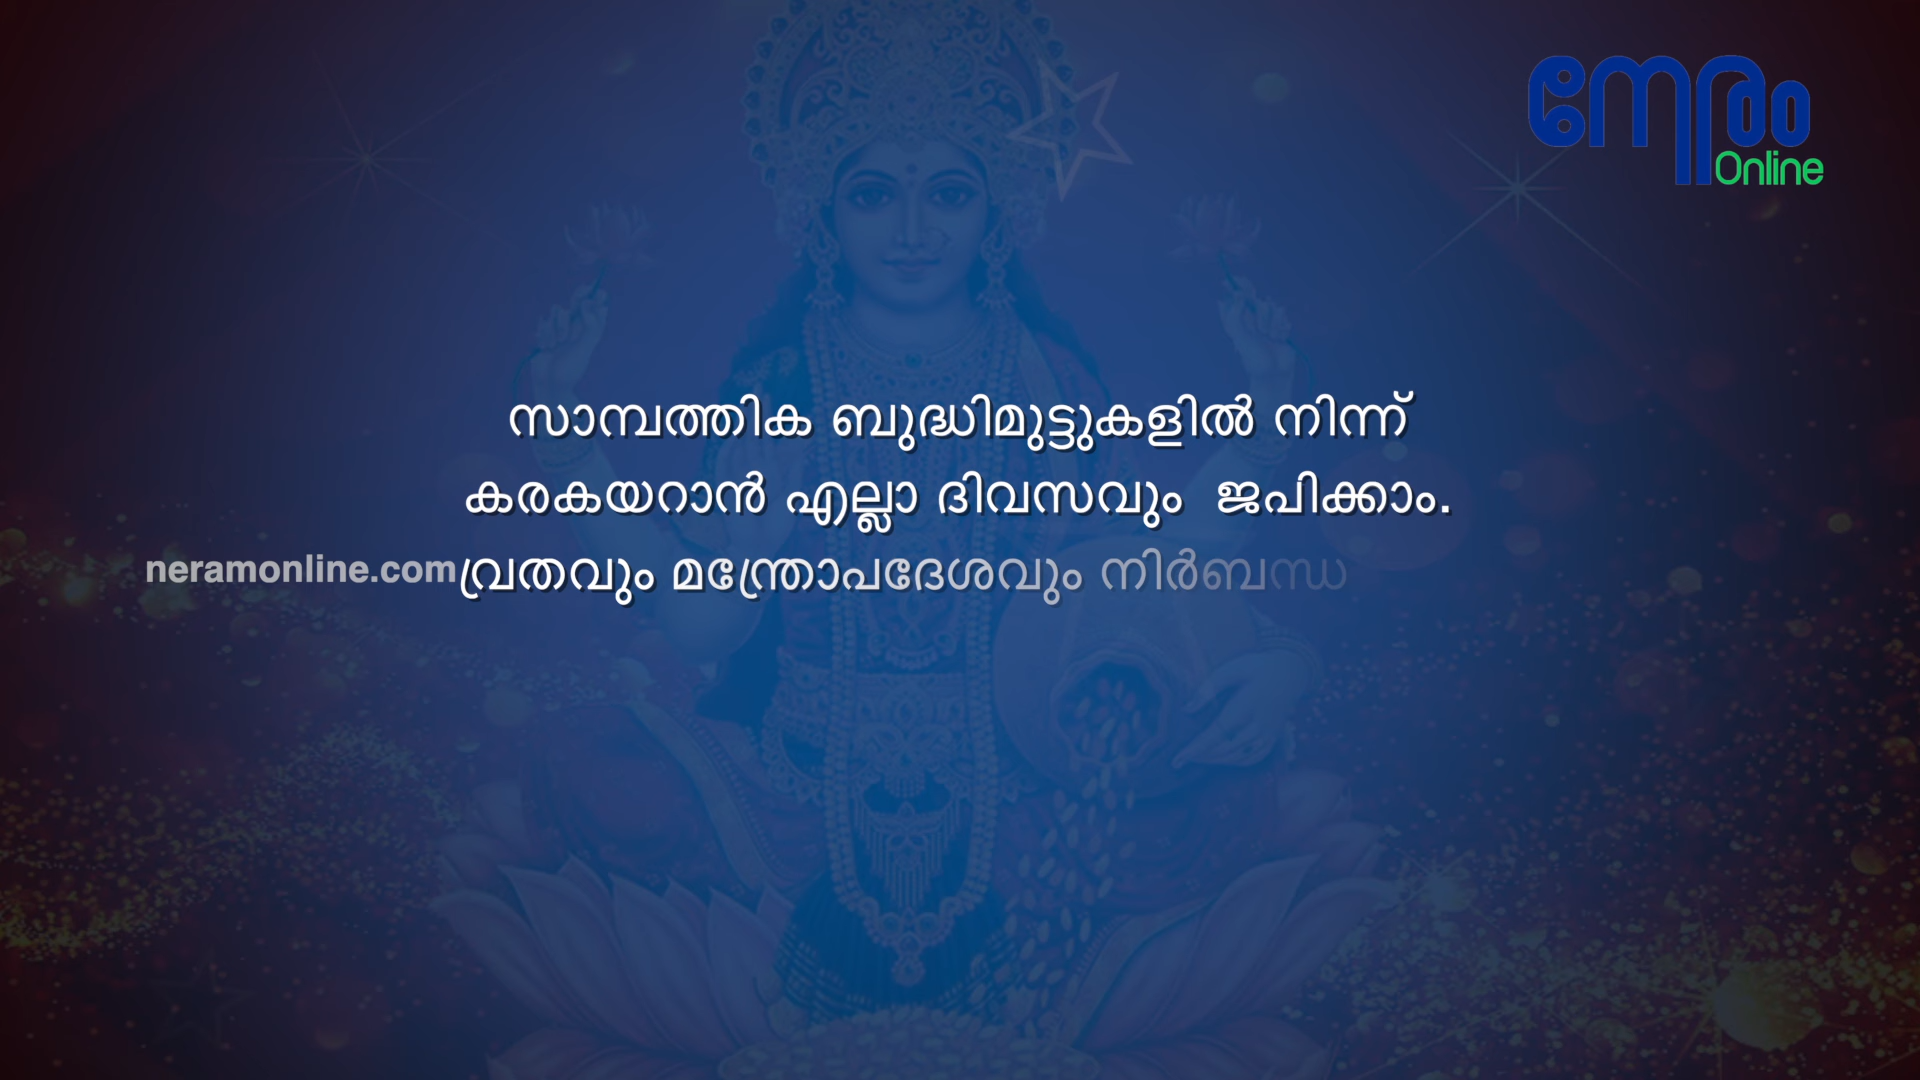 നേരം
Online
സാമ്പത്തിക ബുദ്ധിമുട്ടുകളിൽ നിന്ന്
കരകയറാൻ എല്ലാ ദിവസവും ജപിക്കാം.
neramonline.com
വ്രതവും മന്ത്രോപദേശവും നിർബന്ധ